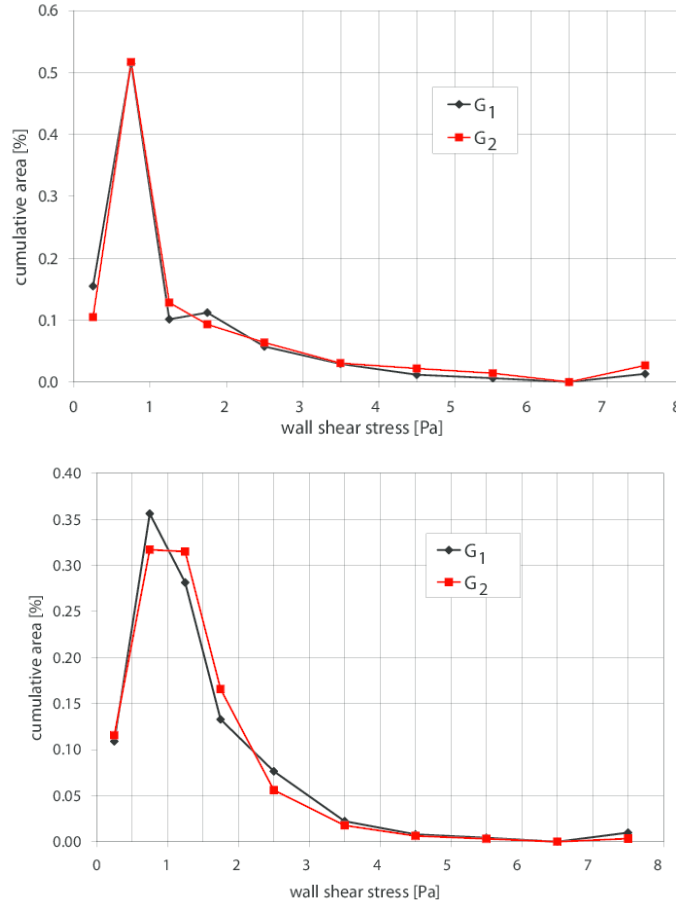 0.6
0.5
0.4
0.3
0.2
0.1
0.0
cumulative area [%]
G1
G2
0 1 2 3 4 5 6 7 8
wall shear stress [Pa]
0.40
0.35
0.30
0.25
0.20
0.15
0.10
0.05
0.00
cumulative area [%]
G1
G2
0 1 2 3 4 5 6 7 8
wall shear stress [Pa]